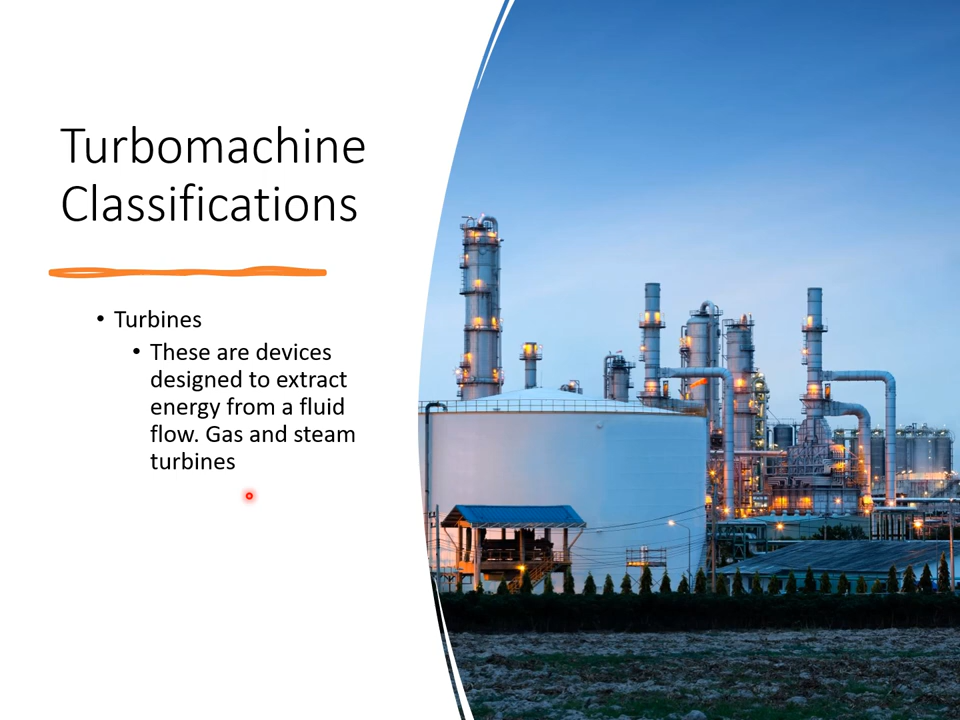 Turbomachine
Classifications
• Turbines
• These are devices
designed to extract
energy from a fluid
flow. Gas and steam
turbines